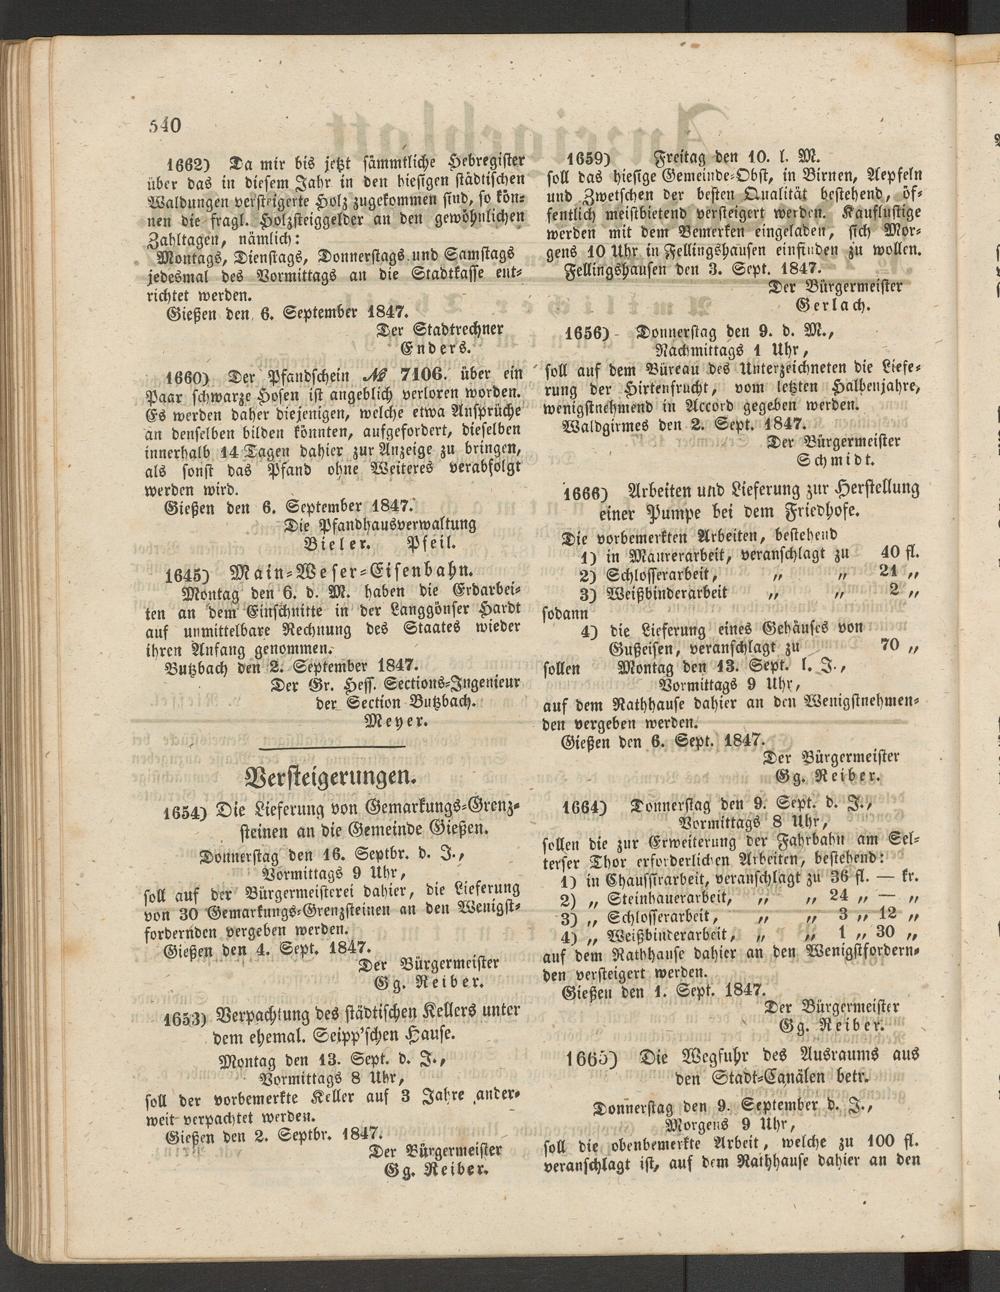 540
1662) Da mir bis jetzt sämmtliche Hebregister
über das in diesem Jahr in den hiesigen städtischen
Waldungen versteigerte Holz zugekommen sind, so kön-
nen die fragl. Holzsteiggelder an den gewöhnlichen
Zahltagen, nämlich:
Montags, Dienstags, Donnerstags und Samstags
jedesmal des Vormittags an die Stadtkasse ent-
richtet werden.
Gießen den 6. September 1847.
Der Stadtrechner
Enders.
1660) Der Pfandschein № 7106. über ein
Paar schwarze Hosen ist angeblich verloren worden.
Es werden daher diejenigen, welche etwa Ansprüche
an denselben bilden könnten, aufgefordert, dieselben
innerhalb 14 Tagen dahier zur Anzeige zu bringen,
als sonst das Pfand ohne Weiteres verabfolgt
werden wird.
Gießen den 6. September 1847.
Die Pfandhausverwaltung
Bieler. Pfeil.
1645) Main-Weser-Eisenbahn.
Montag den 6. d. M. haben die Erdarbei-
ten an dem Einschnitte in der Langgönser Hardt
auf unmittelbare Rechnung des Staates wieder
ihren Anfang genommen.
Butzbach den 2. September 1847.
Der Gr. Hess. Sections-Ingenieur
der Section Butzbach.
Meyer.
Versteigerungen.
1654) Die Lieferung von Gemarkungs-Grenz-
steinen an die Gemeinde Gießen.
Donnerstag den 16. Septbr. d. J.,
Vormittags 9 Uhr,
soll auf der Bürgermeisterei dahier, die Lieferung
von 30 Gemarkungs-Grenzsteinen an den Wenigst-
fordernden vergeben werden.
Gießen den 4. Sept. 1847.
Der Bürgermeister
Gg. Reiber.
1653) Verpachtung des städtischen Kellers unter
dem ehemal. Seipp'schen Hause.
Montag den 13. Sept. d. J.,
Vormittags 8 Uhr,
soll der vorbemerkte Keller auf 3 Jahre ander-
weit verpachtet werden.
Gießen den 2. Septbr. 1847.
Der Bürgermeister
Gg. Reiber.
1659) Freitag den 10. l. M.
soll das hiesige Gemeinde-Obst, in Birnen, Aepfeln
und Zwetschen der besten Qualität bestehend, öf-
fentlich meistbietend versteigert werden. Kauflustige
werden mit dem Bemerken eingeladen, sich Mor-
gens 10 Uhr in Fellingshausen einfinden zu wollen.
Fellingshausen den 3. Sept. 1847.
Der Bürgermeister
Gerlach.
1656) Donnerstag den 9. d. M.,
Nachmittags 1 Uhr,
soll auf dem Büreau des Unterzeichneten die Liefe-
rung der Hirtenfrucht, vom letzten Halbenjahre,
wenigstnehmend in Accord gegeben werden.
Waldgirmes den 2. Sept. 1847.
Der Bürgermeister
Schmidt.
1666) Arbeiten und Lieferung zur Herstellung
einer Pumpe bei dem Friedhofe.
Die vorbemerkten Arbeiten, bestehend
1) in Maurerarbeit, veranschlagt zu 40 fl.
2) Schlosserarbeit, „ „ 21 „
3) Weißbinderarbeit „ „ 2 „
sodann
4) die Lieferung eines Gehäuses von
Gußeisen, veranschlagt zu 70 „
sollen Montag den 13. Sept. l. J.,
Vormittags 9 Uhr,
auf dem Rathhause dahier an den Wenigstnehmen-
den vergeben werden.
Gießen den 6. Sept. 1847.
Der Bürgermeister
Gg. Reiber.
1664) Donnerstag den 9. Sept. d. J.,
Vormittags 8 Uhr,
sollen die zur Erweiterung der Fahrbahn am Sel-
terser Thor erforderlichen Arbeiten, bestehend:
1) in Chaussirarbeit, veranschlagt zu 36 fl. — kr.
2) „ Steinhauerarbeit, „ „ 24 „ — „
3) „ Schlosserarbeit, „ „ 3 „ 12 „
4) „ Weißbinderarbeit, „ „ 1 „ 30 „
auf dem Rathhause dahier an den Wenigstfordern-
den versteigert werden.
Gießen den 1. Sept. 1847.
Der Bürgermeister
Gg. Reiber.
1665) Die Wegfuhr des Ausraums aus
den Stadt-Canälen betr.
Donnerstag den 9. September d. J.,
Morgens 9 Uhr,
soll die obenbemerkte Arbeit, welche zu 100 fl.
veranschlagt ist, auf dem Rathhause dahier an den